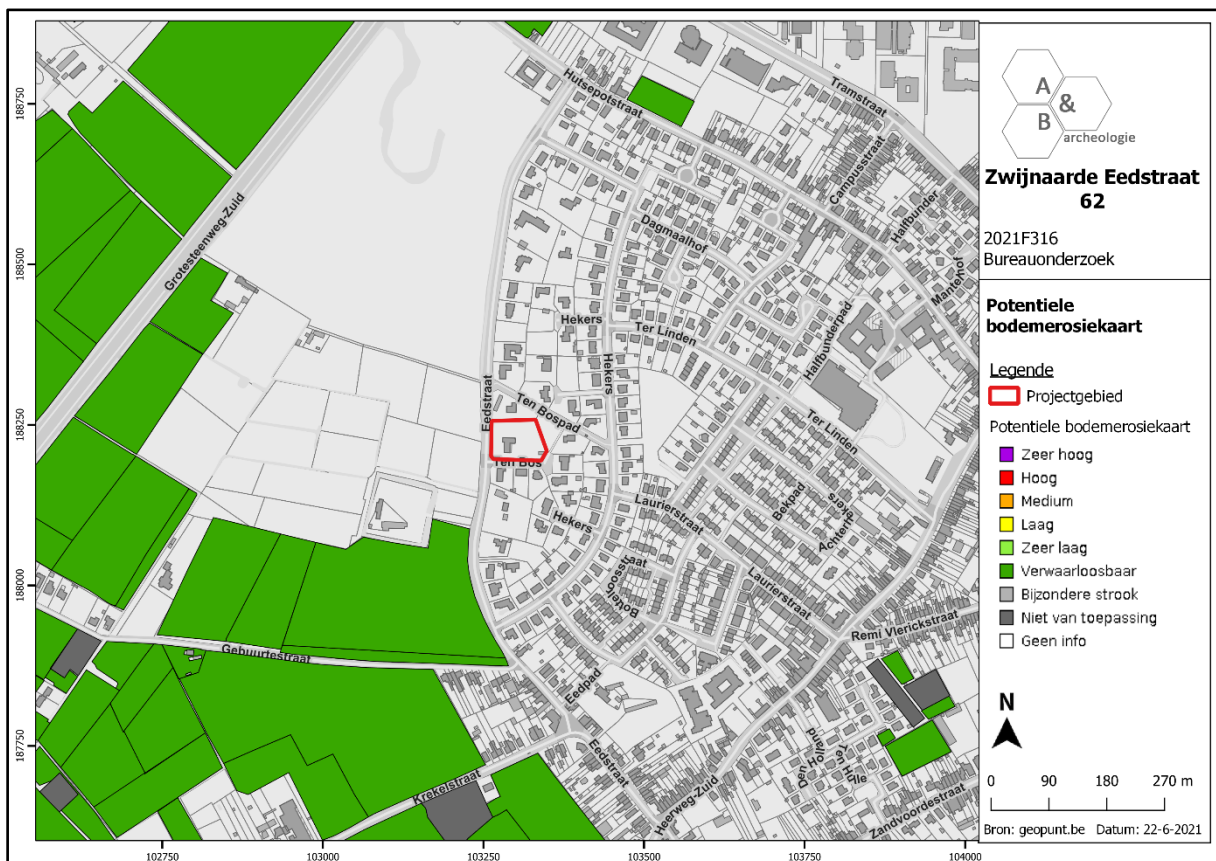 Hutsepotstraat
Tramstraat
Campusstraat
Halfbunder
Mantehof
Grotesteenweg-Zuid
Dagmaalhof
Hekers
Ter Linden
Halfbunderpad
Hekers
Eedstraat
Ten Bospad
Ter Linden
Ten Bos
Laurierstraat
Bekpad
Hekers
Laurierstraat
Remi Vlerickstraat
Gebuurtestraat
Eedpad
Krekelstraat
Eedstraat
Heerweg-Zuid
Den Holland
Zandvoordestraat
188750
188500
188250
188000
187750
102750
103000
103250
103500
103750
104000
A
&
B
archeologie
Zwijnaarde Eedstraat
62
2021F316
Bureauonderzoek
Potentiele
bodemerosiekaart
Legende
Projectgebied
Potentiele bodemerosiekaart
Zeer hoog
Hoog
Medium
Laag
Zeer laag
Verwaarloosbaar
Bijzondere strook
Niet van toepassing
Geen info
N
0 90 180 270 m
Bron: geopunt.be Datum: 22-6-2021